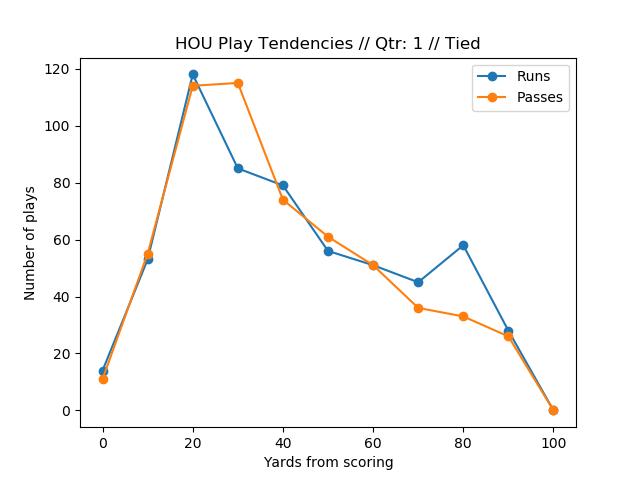 HOU Play Tendencies // Qtr: 1 // Tied
Runs
Passes
Number of plays
120
100
80
60
40
20
0
0 20 40 60 80 100
Yards from scoring